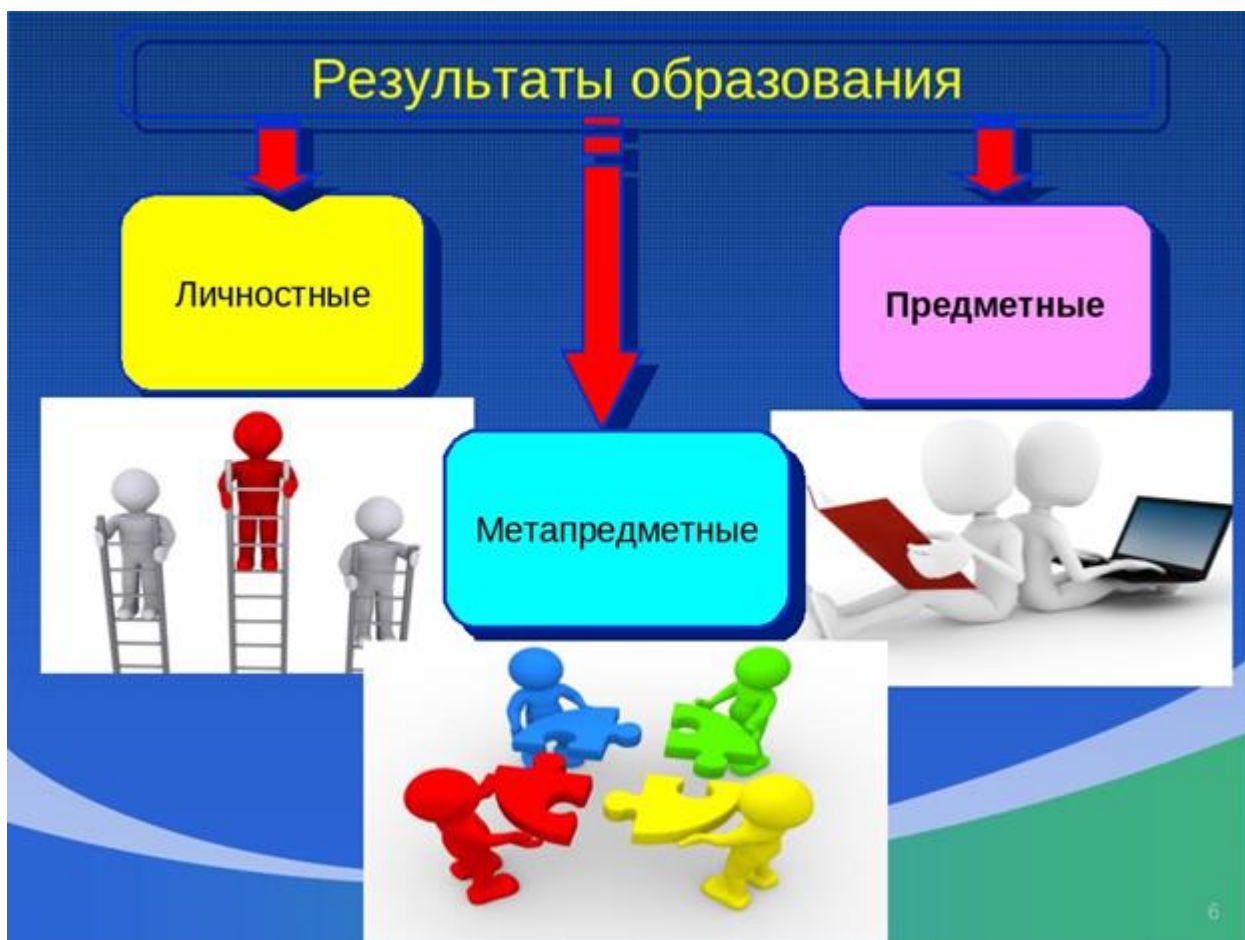 Результаты образования
Личностные
Предметные
Метапредметные
6